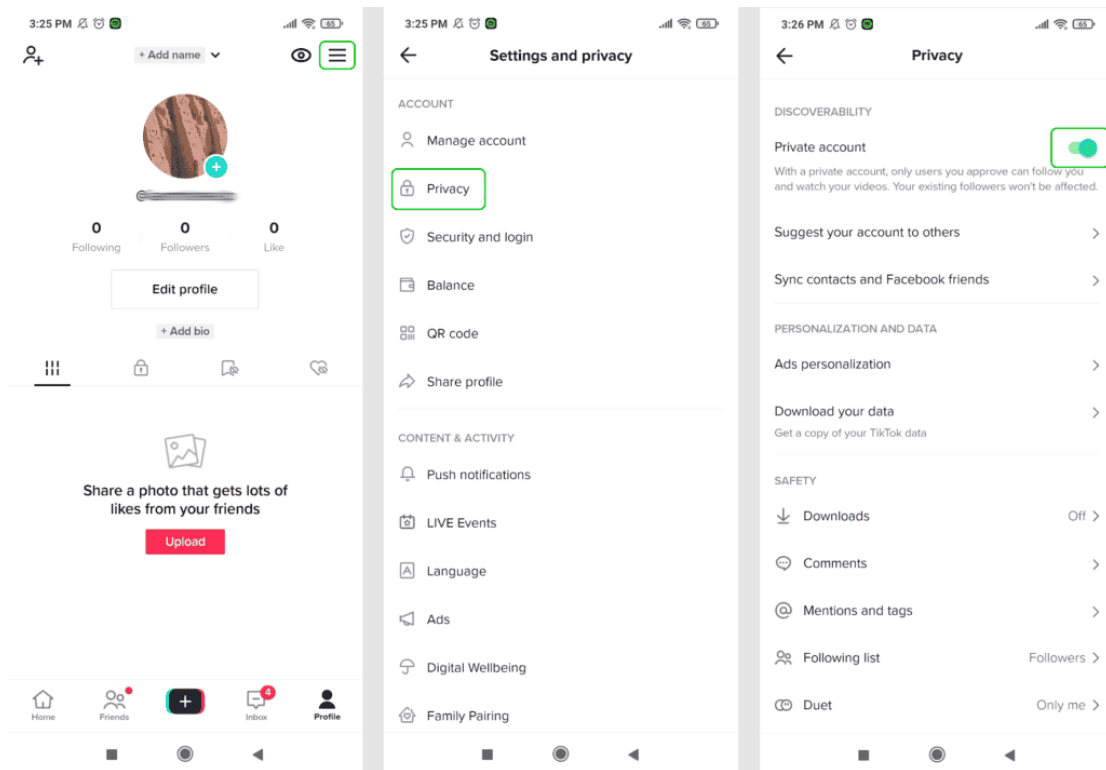 3:25 PM
65
+ Add name
0
0
0
Following
Followers
Like
Edit profile
+ Add bio
Share a photo that gets lots of
likes from your friends
Upload
4
Home
Friends
Inbox
Profile
3:25 PM
65
Settings and privacy
ACCOUNT
Manage account
Privacy
Security and login
Balance
QR code
Share profile
CONTENT & ACTIVITY
Push notifications
LIVE Events
Language
Ads
Digital Wellbeing
Family Pairing
3:26 PM
65
Privacy
DISCOVERABILITY
Private account
With a private account, only users you approve can follow you
and watch your videos. Your existing followers won't be affected.
Suggest your account to others
Sync contacts and Facebook friends
PERSONALIZATION AND DATA
Ads personalization
Download your data
Get a copy of your TikTok data
SAFETY
Downloads Off
Comments
Mentions and tags
Following list Followers
Duet Only me